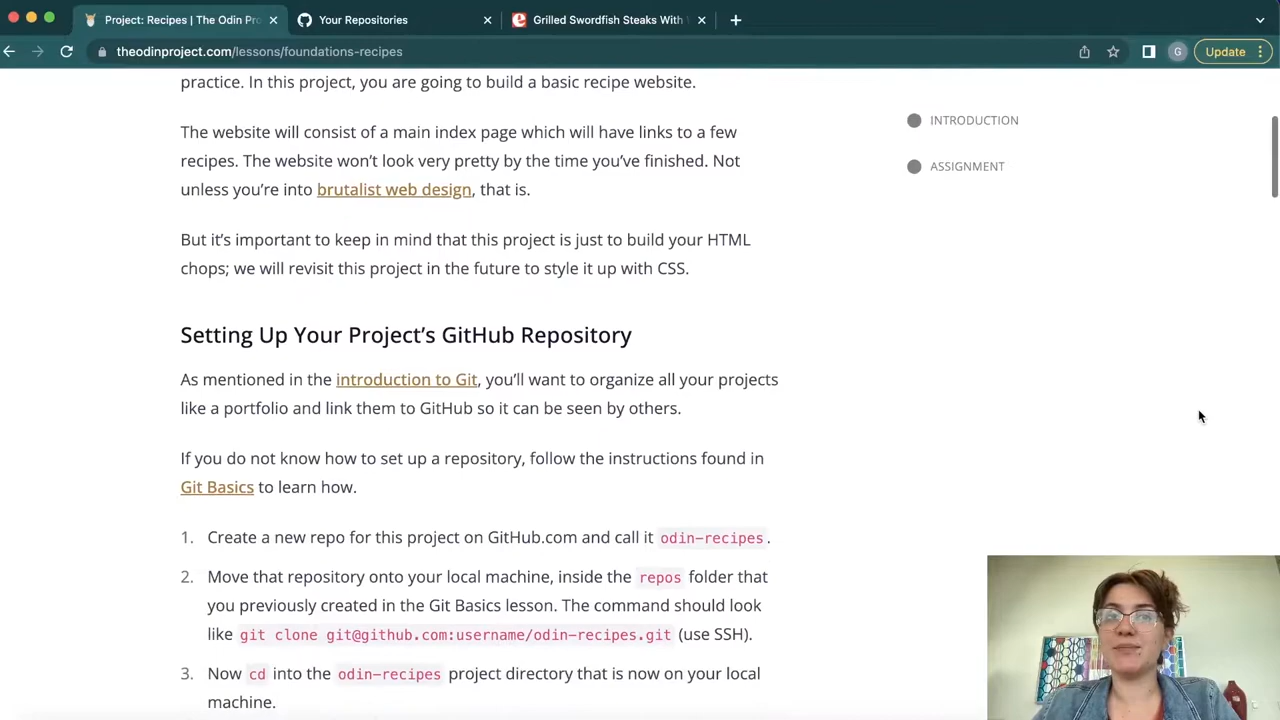 Project: Recipes | The Odin Pro
Your Repositories
Grilled Swordfish Steaks With
theodinproject.com/lessons/foundations-recipes
G
Update
practice. In this project, you are going to build a basic recipe website.
The website will consist of a main index page which will have links to a few
recipes. The website won’t look very pretty by the time you’ve finished. Not
unless you’re into brutalist web design, that is.
But it’s important to keep in mind that this project is just to build your HTML
chops; we will revisit this project in the future to style it up with CSS.
Setting Up Your Project’s GitHub Repository
As mentioned in the introduction to Git, you’ll want to organize all your projects
like a portfolio and link them to GitHub so it can be seen by others.
If you do not know how to set up a repository, follow the instructions found in
Git Basics to learn how.
1. Create a new repo for this project on GitHub.com and call it odin-recipes.
2. Move that repository onto your local machine, inside the repos folder that
you previously created in the Git Basics lesson. The command should look
like git clone git@github.com:username/odin-recipes.git (use SSH).
3. Now cd into the odin-recipes project directory that is now on your local
machine.
INTRODUCTION
ASSIGNMENT